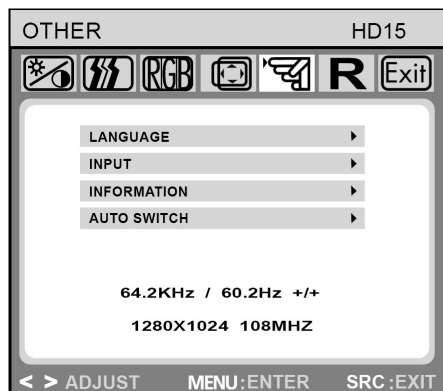 OTHER HD15
RGB R Exit
LANGUAGE
INPUT
INFORMATION
AUTO SWITCH
64.2KHz / 60.2Hz +/+
1280X1024 108MHZ
< > ADJUST MENU:ENTER SRC:EXIT